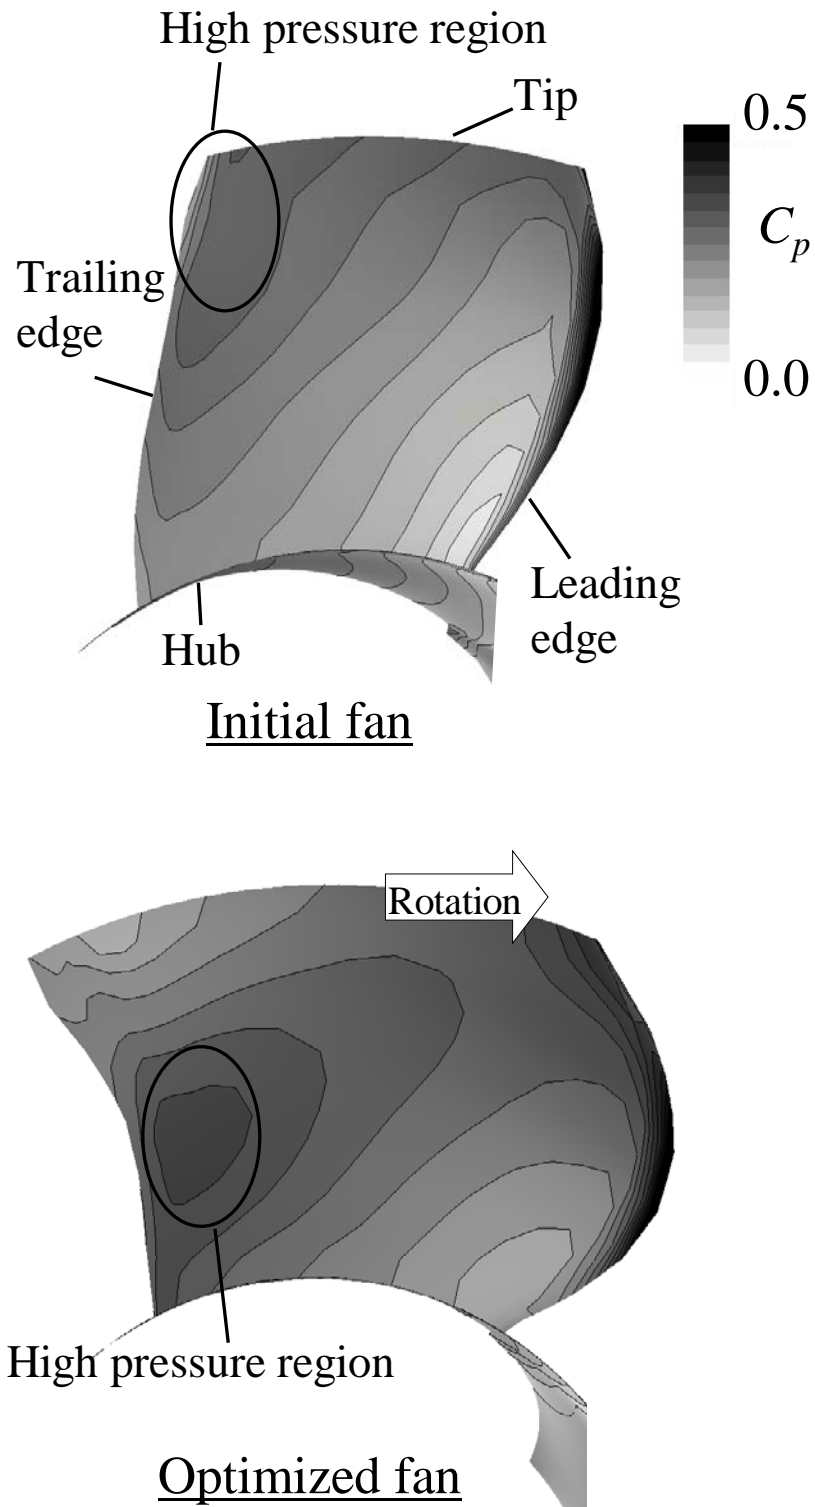 High pressure region
Tip
0.5
Cp
0.0
Trailing
edge
Leading
edge
Hub
Initial fan
Rotation
High pressure region
Optimized fan